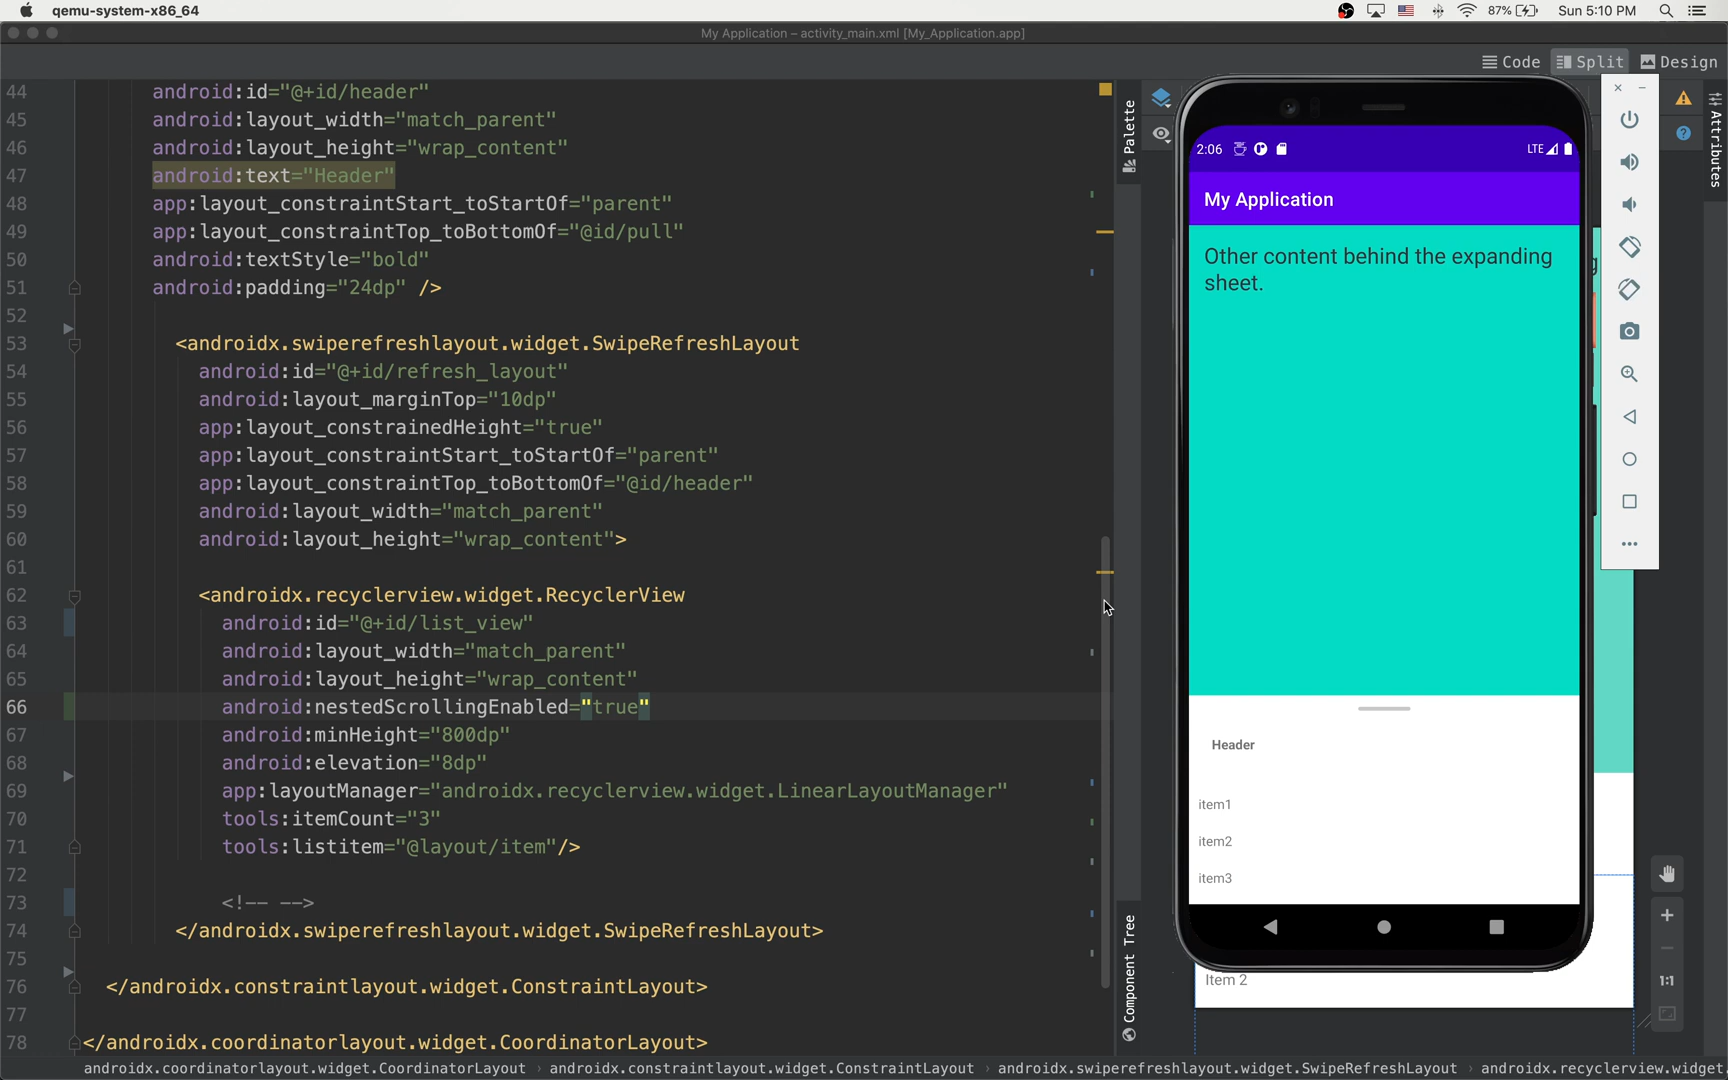 qemu-system-x86_64
87%
Sun 5:10 PM
My Application – activity_main.xml [My_Application.app]
Code
Split
Design
44 android:id="@+id/header"
45 android:layout_width="match_parent"
46 android:layout_height="wrap_content"
47 android:text="Header"
48 app:layout_constraintStart_toStartOf="parent"
49 app:layout_constraintTop_toBottomOf="@id/pull"
50 android:textStyle="bold"
51 android:padding="24dp" />
52
53 <androidx.swiperefreshlayout.widget.SwipeRefreshLayout
54 android:id="@+id/refresh_layout"
55 android:layout_marginTop="10dp"
56 app:layout_constrainedHeight="true"
57 app:layout_constraintStart_toStartOf="parent"
58 app:layout_constraintTop_toBottomOf="@id/header"
59 android:layout_width="match_parent"
60 android:layout_height="wrap_content">
61
62 <androidx.recyclerview.widget.RecyclerView
63 android:id="@+id/list_view"
64 android:layout_width="match_parent"
65 android:layout_height="wrap_content"
66 android:nestedScrollingEnabled="true"
67 android:minHeight="800dp"
68 android:elevation="8dp"
69 app:layoutManager="androidx.recyclerview.widget.LinearLayoutManager"
70 tools:itemCount="3"
71 tools:listitem="@layout/item"/>
72
73 <!-- -->
74 </androidx.swiperefreshlayout.widget.SwipeRefreshLayout>
75
76 </androidx.constraintlayout.widget.ConstraintLayout>
77
78 </androidx.coordinatorlayout.widget.CoordinatorLayout>
Palette
Component Tree
Attributes
2:06
LTE
My Application
Other content behind the expanding
sheet.
Header
item1
item2
item3
Item 2
1:1
androidx.coordinatorlayout.widget.CoordinatorLayout › androidx.constraintlayout.widget.ConstraintLayout › androidx.swiperefreshlayout.widget.SwipeRefreshLayout › androidx.recyclerview.widget.